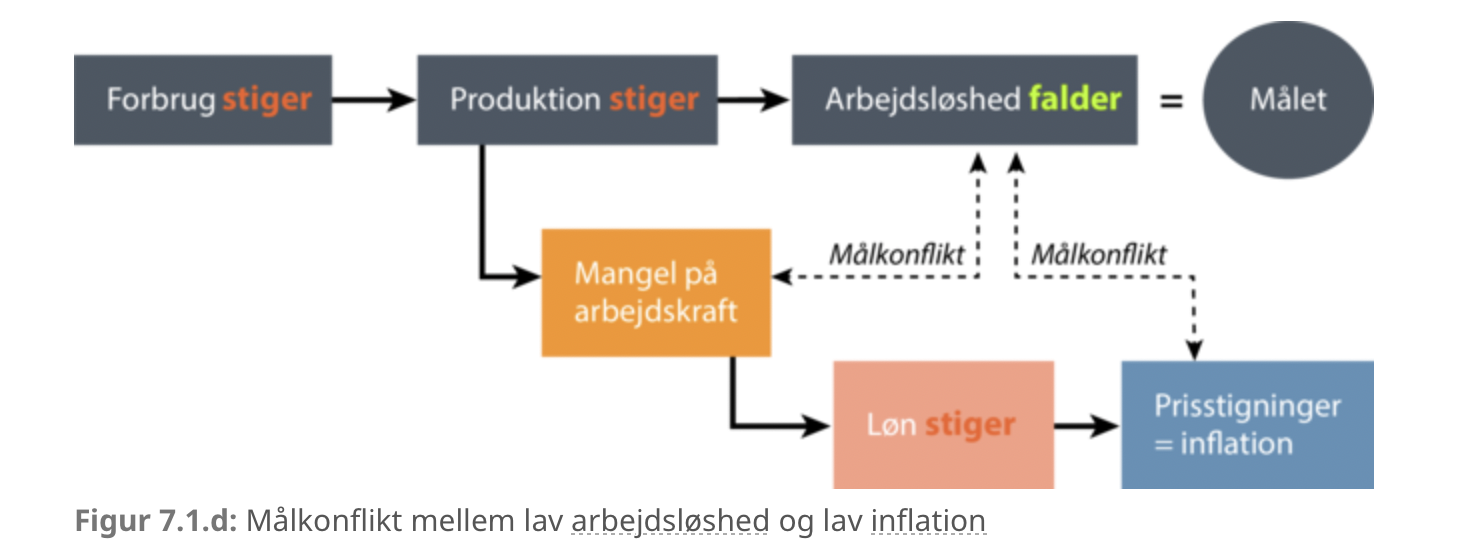 Forbrug stiger
Produktion stiger
Arbejdsløshed falder
=
Målet
Målkonflikt
Målkonflikt
Mangel på
arbejdskraft
Løn stiger
Prisstigninger
= inflation
Figur 7.1.d: Målkonflikt mellem lav arbejdsløshed og lav inflation